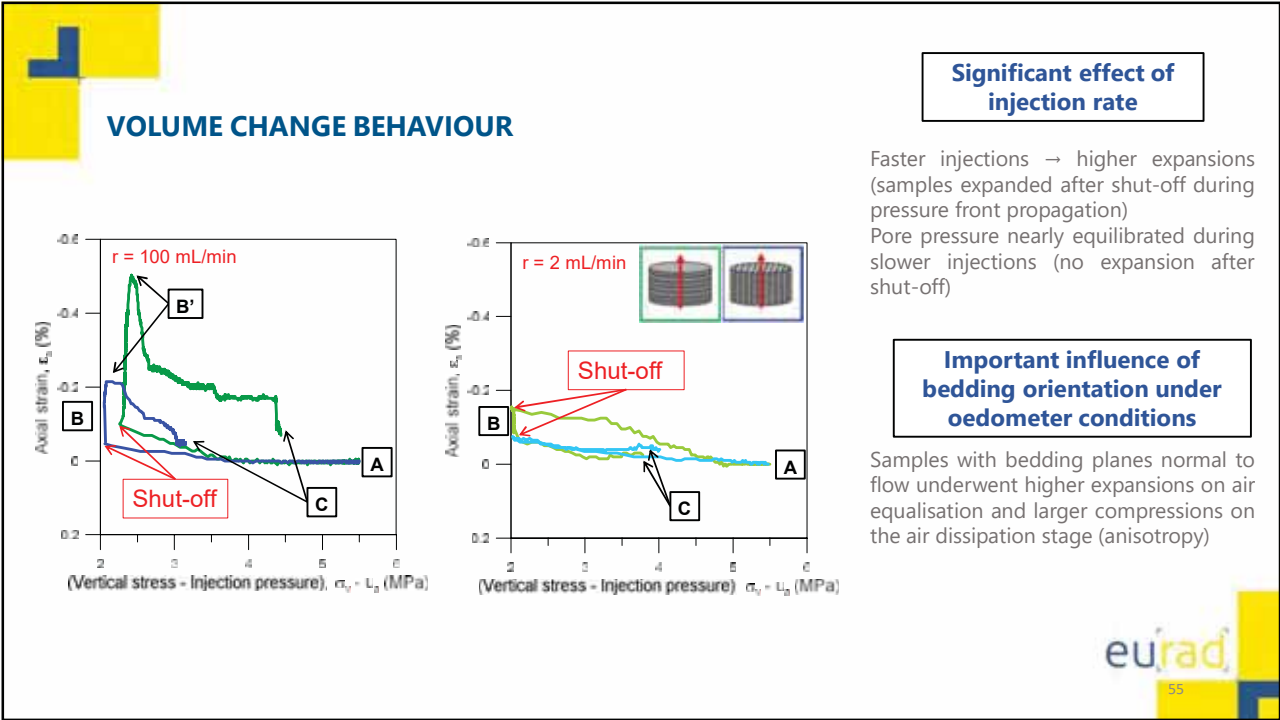 VOLUME CHANGE BEHAVIOUR
Significant effect of
injection rate
Faster injections → higher expansions
(samples expanded after shut-off during
pressure front propagation)
Pore pressure nearly equilibrated during
slower injections (no expansion after
shut-off)
Important influence of
bedding orientation under
oedometer conditions
Samples with bedding planes normal to
flow underwent higher expansions on air
equalisation and larger compressions on
the air dissipation stage (anisotropy)
-0.6
r = 100 mL/min
B'
-0.4
-0.2
B
0
A
Shut-off
C
0.2
2 3 4 5 6
Axial strain, εa (%)
(Vertical stress - Injection pressure), σv - ua (MPa)
-0.6
r = 2 mL/min
-0.4
Shut-off
-0.2
B
0
A
C
0.2
2 3 4 5 6
Axial strain, εa (%)
(Vertical stress - Injection pressure) σv - ua (MPa)
eurad
55